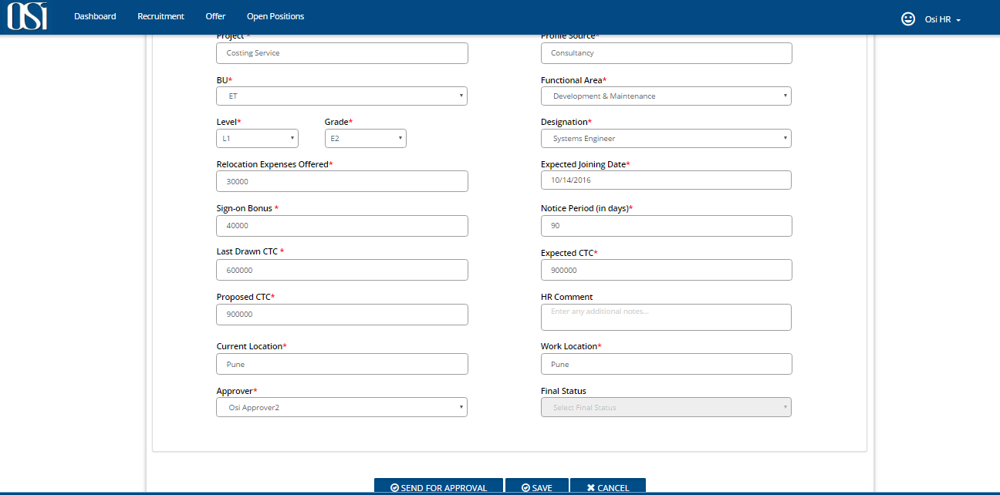 OSi Dashboard Recruitment Offer Open Positions Osi HR
Project * Profile Source*
Costing Service Consultancy
BU* Functional Area*
ET Development & Maintenance
Level* Grade* Designation*
L1 E2 Systems Engineer
Relocation Expenses Offered* Expected Joining Date*
30000 10/14/2016
Sign-on Bonus * Notice Period (in days)*
40000 90
Last Drawn CTC * Expected CTC*
600000 900000
Proposed CTC* HR Comment
900000 Enter any additional notes...
Current Location* Work Location*
Pune Pune
Approver* Final Status
Osi Approver2 Select Final Status
SEND FOR APPROVAL SAVE CANCEL